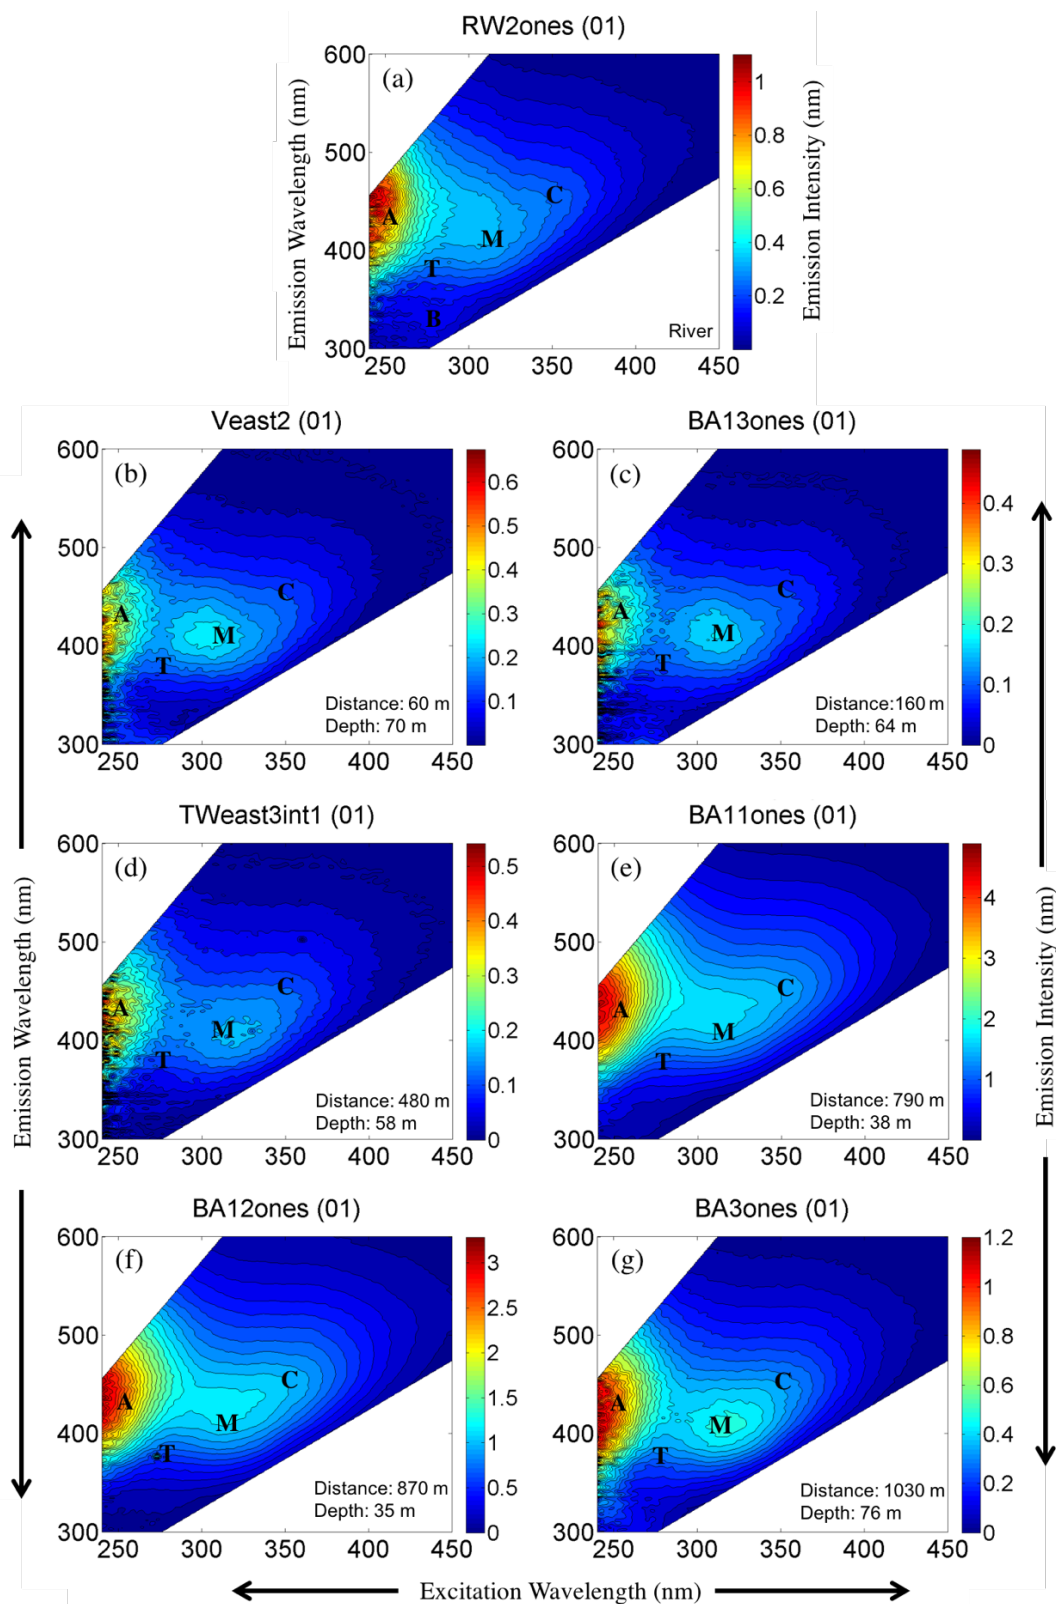 RW2ones (01)
600
500
400
300
250 300 350 400 450
(a)
A
C
M
T
B
River
1
0.8
0.6
0.4
0.2
Emission Wavelength (nm)
Emission Intensity (nm)
Veast2 (01)
600
500
400
300
250 300 350 400 450
(b)
A
C
M
T
Distance: 60 m
Depth: 70 m
0.6
0.5
0.4
0.3
0.2
0.1
BA13ones (01)
600
500
400
300
250 300 350 400 450
(c)
A
C
M
T
Distance:160 m
Depth: 64 m
0.4
0.3
0.2
0.1
0
TWeast3int1 (01)
600
500
400
300
250 300 350 400 450
(d)
A
C
M
T
Distance: 480 m
Depth: 58 m
0.5
0.4
0.3
0.2
0.1
0
BA11ones (01)
600
500
400
300
250 300 350 400 450
(e)
A
C
M
T
Distance: 790 m
Depth: 38 m
4
3
2
1
Emission Wavelength (nm)
Emission Intensity (nm)
BA12ones (01)
600
500
400
300
250 300 350 400 450
(f)
A
C
M
T
Distance: 870 m
Depth: 35 m
3
2.5
2
1.5
1
0.5
0
BA3ones (01)
600
500
400
300
250 300 350 400 450
(g)
A
C
M
T
Distance: 1030 m
Depth: 76 m
1.2
1
0.8
0.6
0.4
0.2
0
Excitation Wavelength (nm)